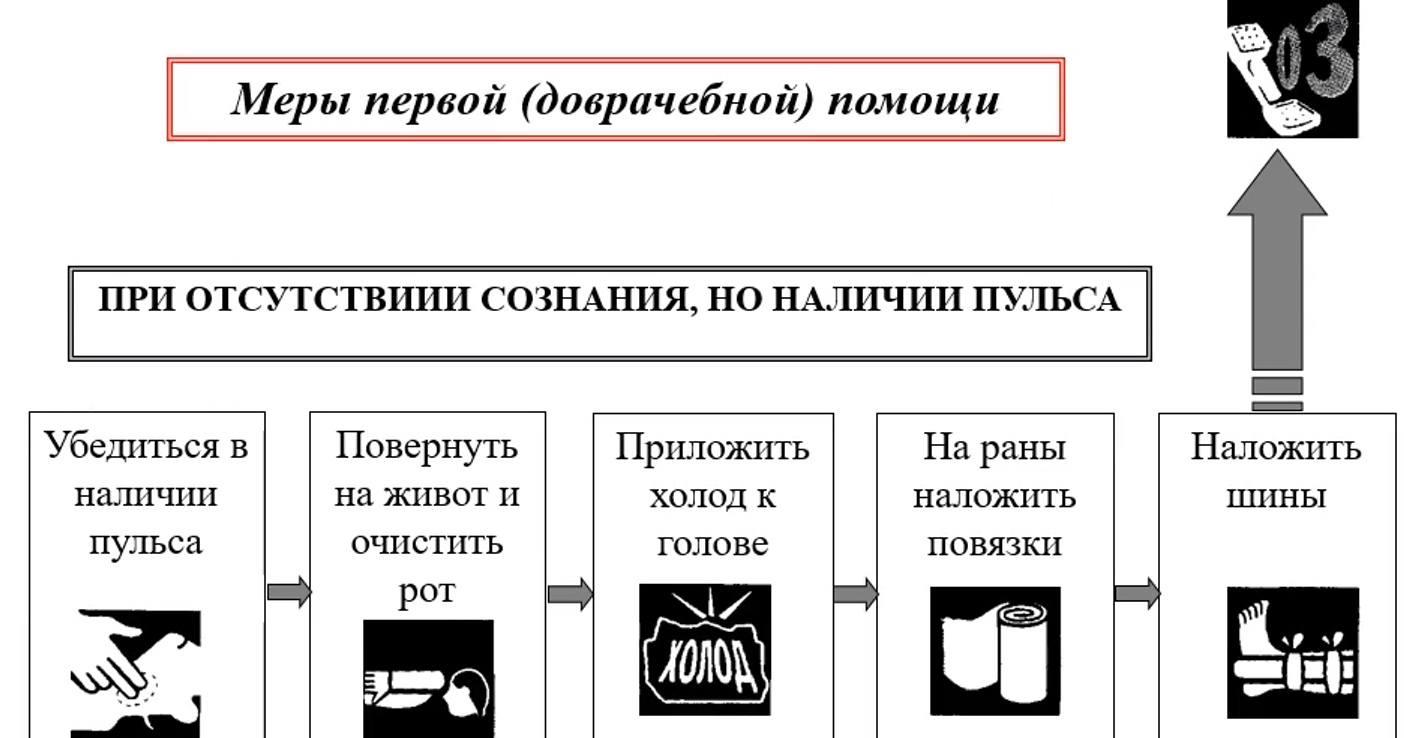 03
Меры первой (доврачебной) помощи
ПРИ ОТСУТСТВИИИ СОЗНАНИЯ, НО НАЛИЧИИ ПУЛЬСА
Убедиться в
наличии
пульса
Повернуть
на живот и
очистить
рот
Приложить
холод к
голове
ХОЛОД
На раны
наложить
повязки
Наложить
шины